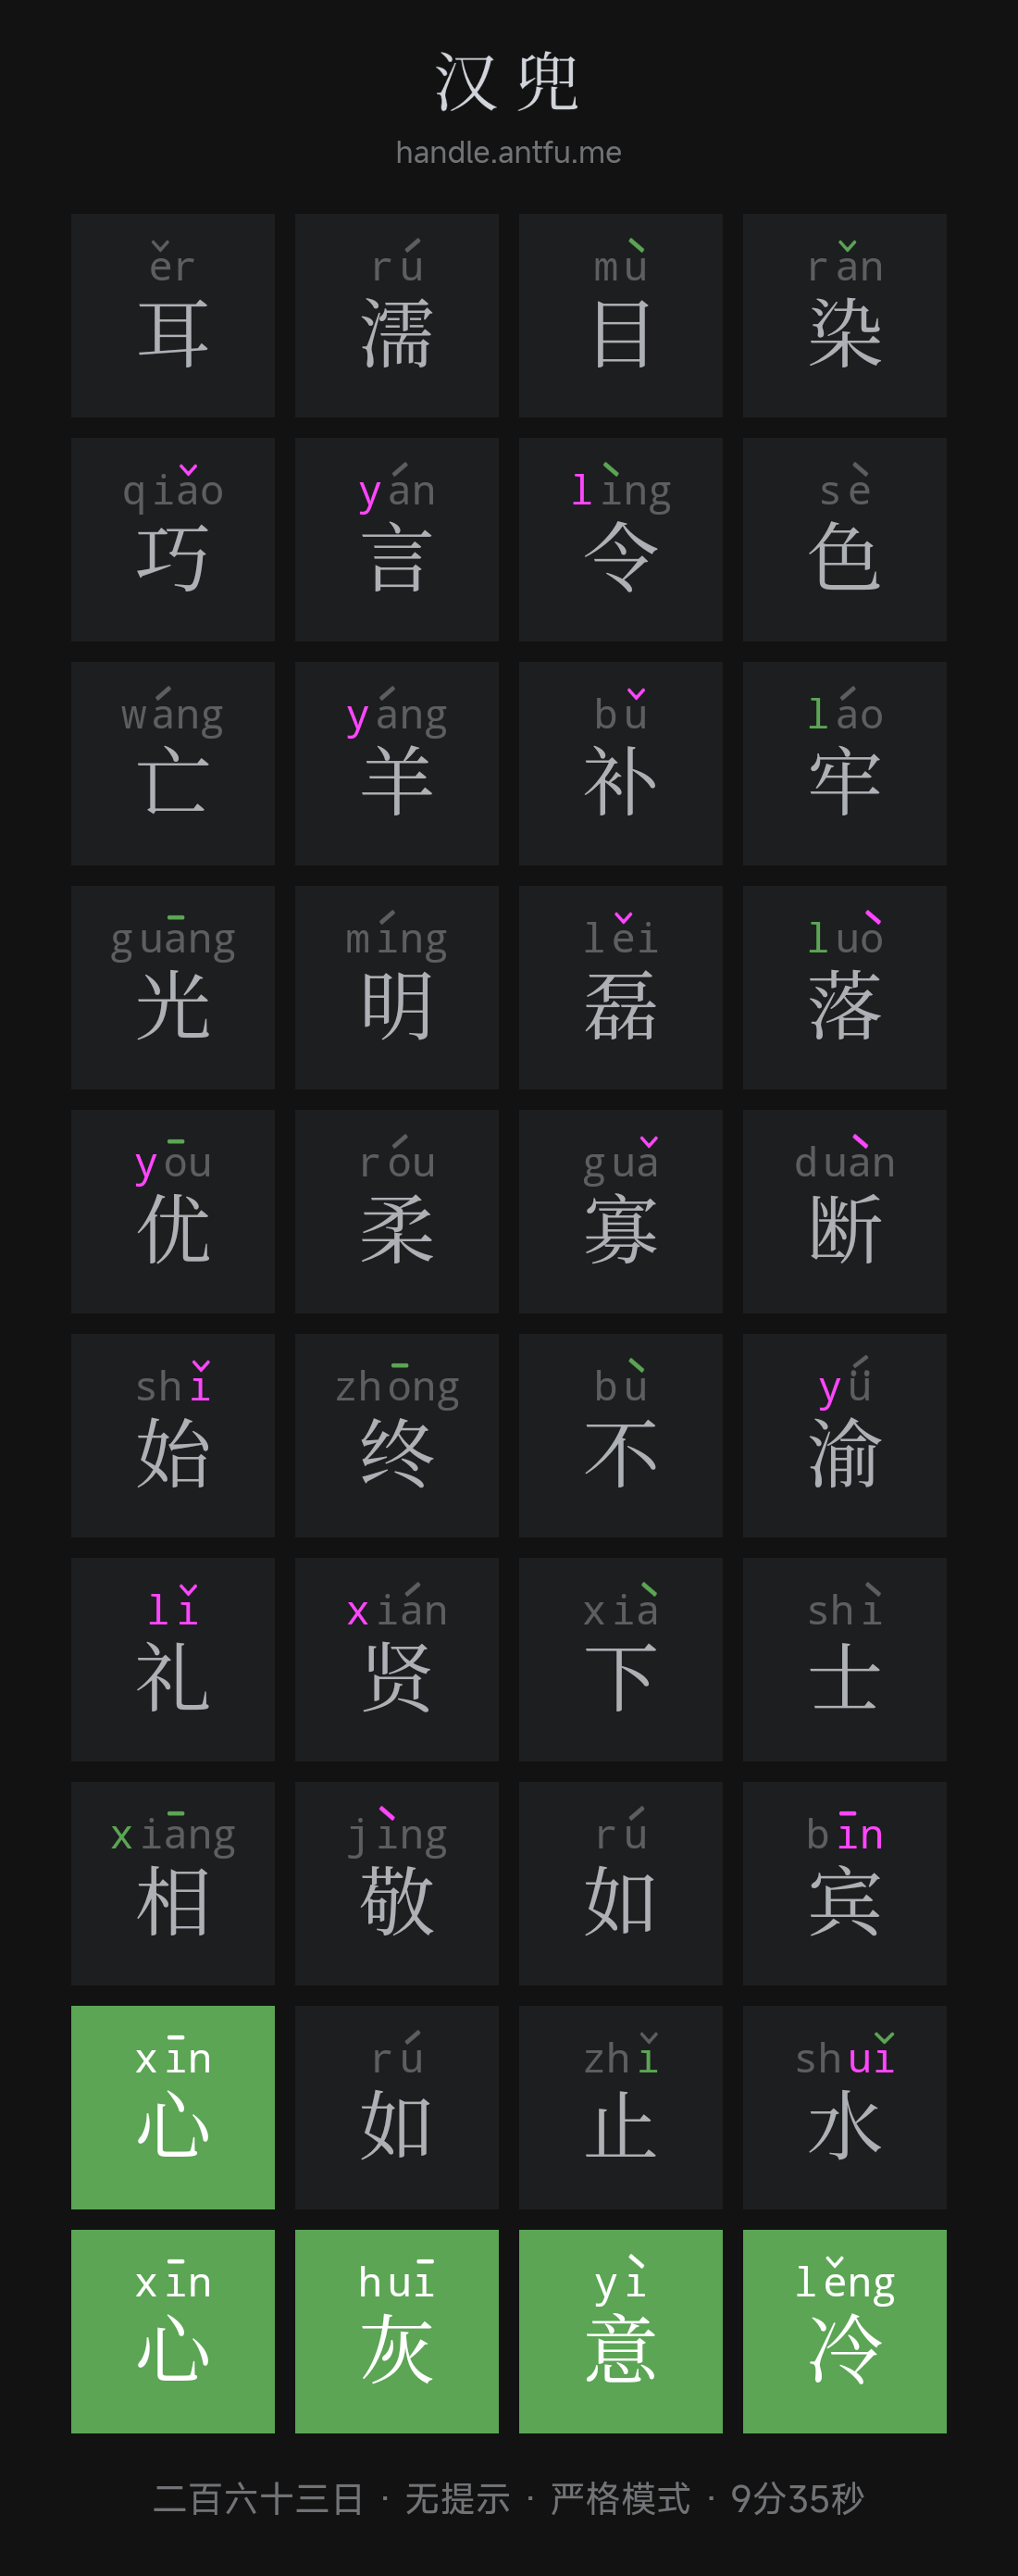 汉兜
handle.antfu.me
ěr rú mù rǎn
耳 濡 目 染
qiǎo yán lìng sè
巧 言 令 色
wáng yáng bǔ láo
亡 羊 补 牢
guāng míng lěi luò
光 明 磊 落
yōu róu guǎ duàn
优 柔 寡 断
shǐ zhōng bù yǘ
始 终 不 渝
lǐ xián xià shì
礼 贤 下 士
xiāng jìng rú bīn
相 敬 如 宾
xīn rú zhǐ shuǐ
心 如 止 水
xīn huī yì lěng
心 灰 意 冷
二百六十三日 · 无提示 · 严格模式 · 9分35秒